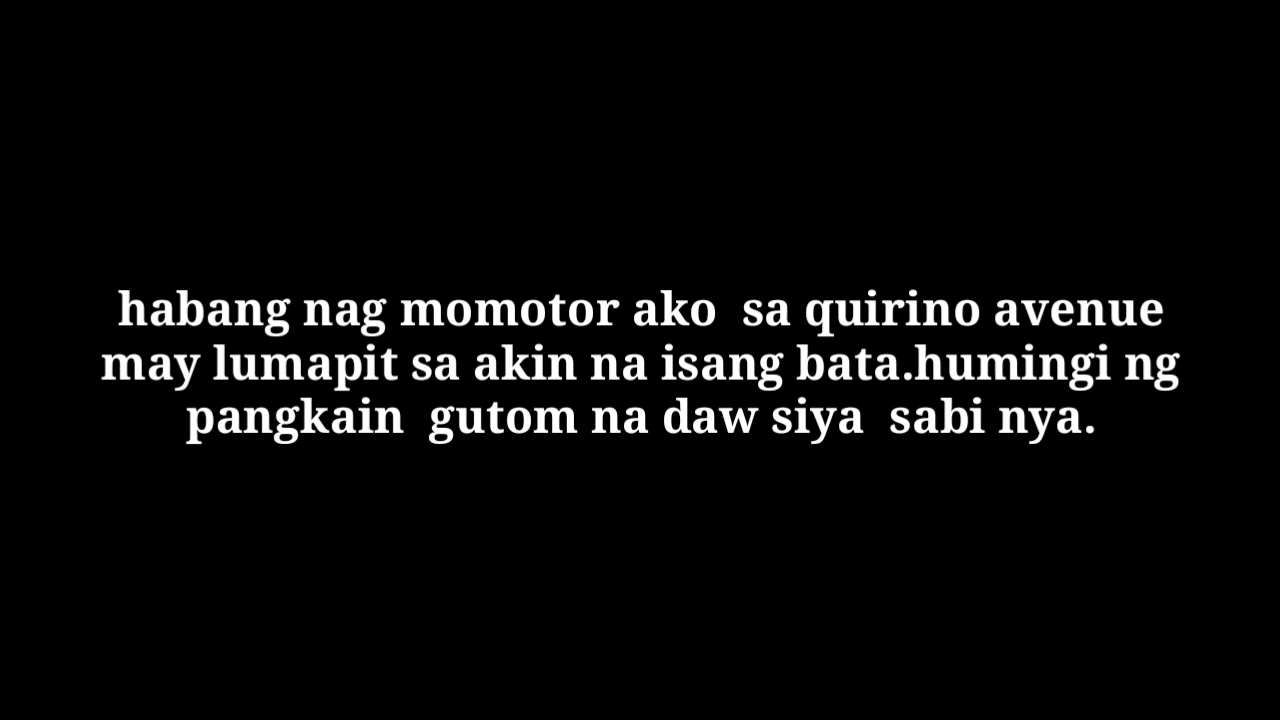 habang nag momotor ako  sa quirino avenue
may lumapit sa akin na isang bata.humingi ng
pangkain  gutom na daw siya  sabi nya.